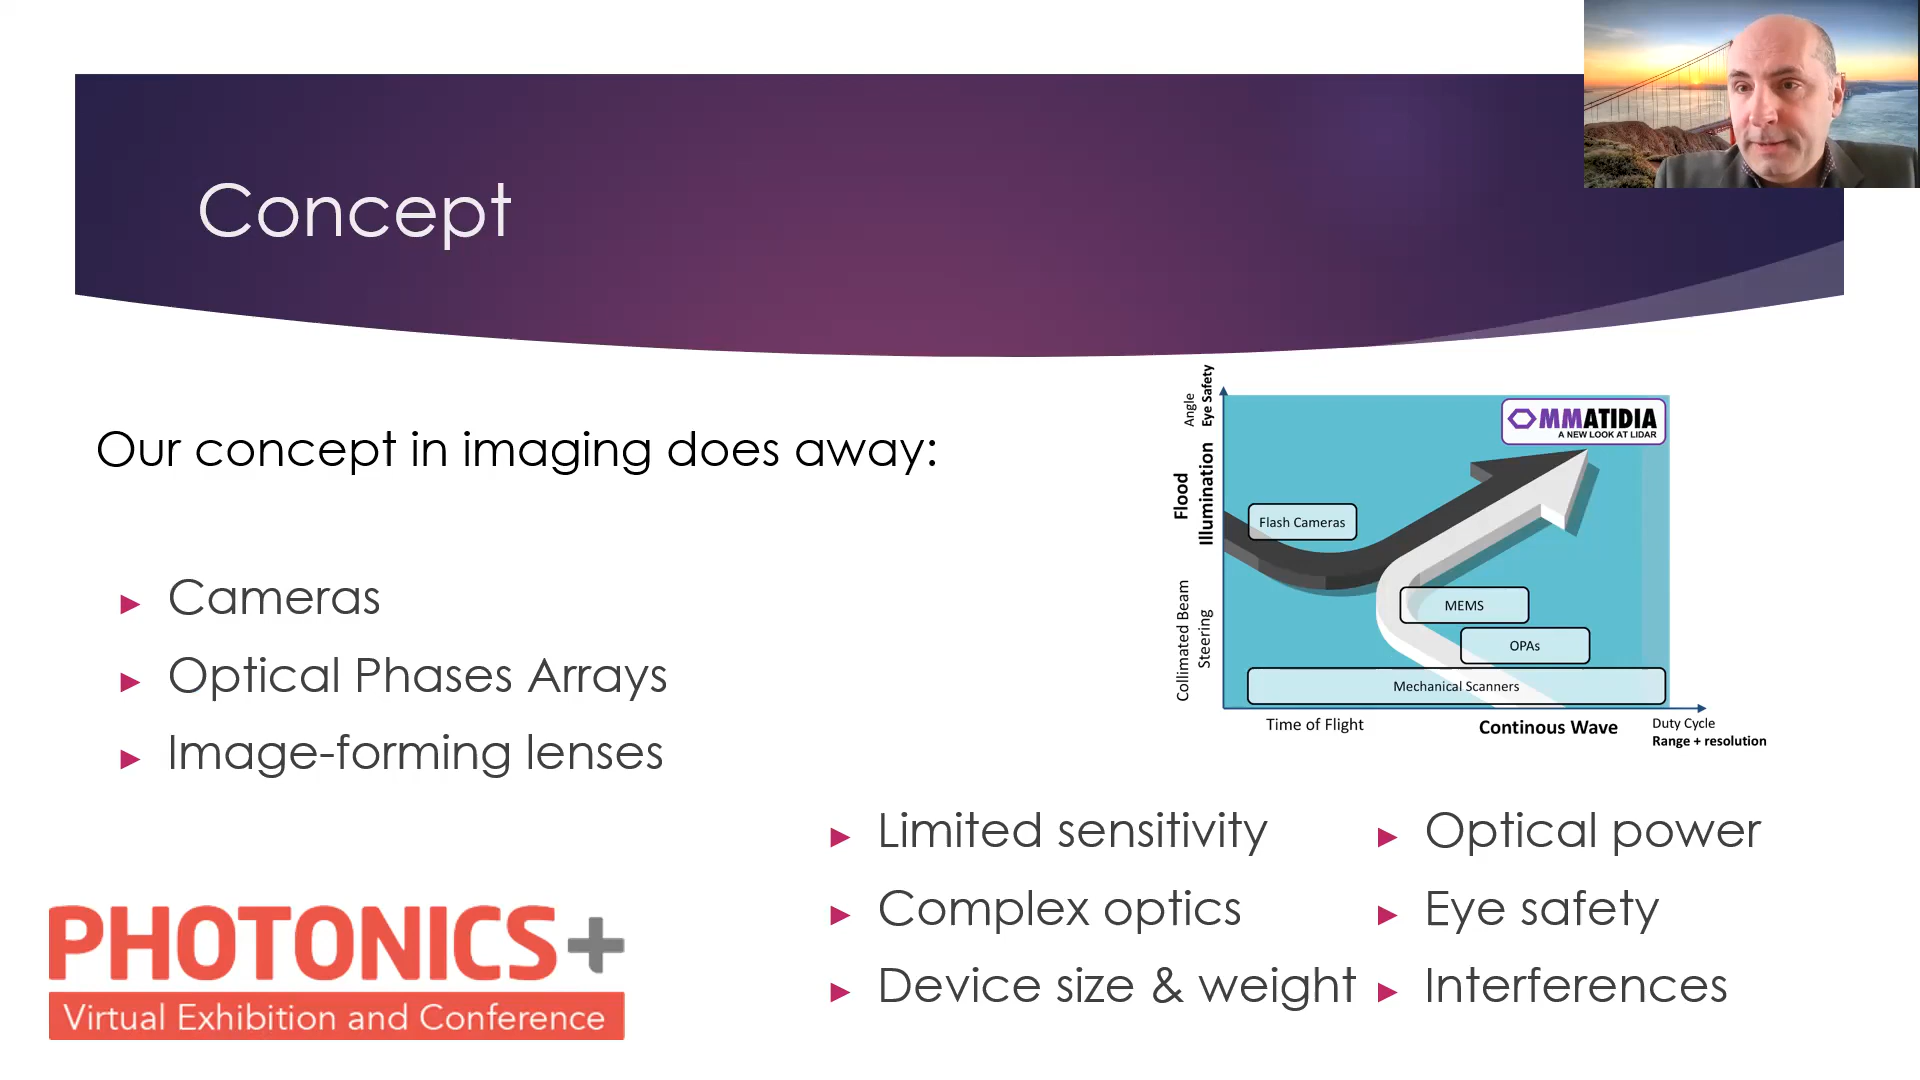 Concept
Our concept in imaging does away:
Cameras
Optical Phases Arrays
Image-forming lenses
Angle
Eye Safety
Flood
Illumination
Collimated Beam
Steering
MMATIDIA
A NEW LOOK AT LIDAR
Flash Cameras
MEMS
OPAs
Mechanical Scanners
Time of Flight
Continous Wave
Duty Cycle
Range + resolution
Limited sensitivity
Complex optics
Device size & weight
Optical power
Eye safety
Interferences
PHOTONICS+
Virtual Exhibition and Conference